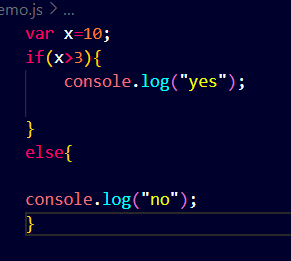 emo.js > ...
var x=10;
if(x>3){
console.log("yes");
}
else{
console.log("no");
}